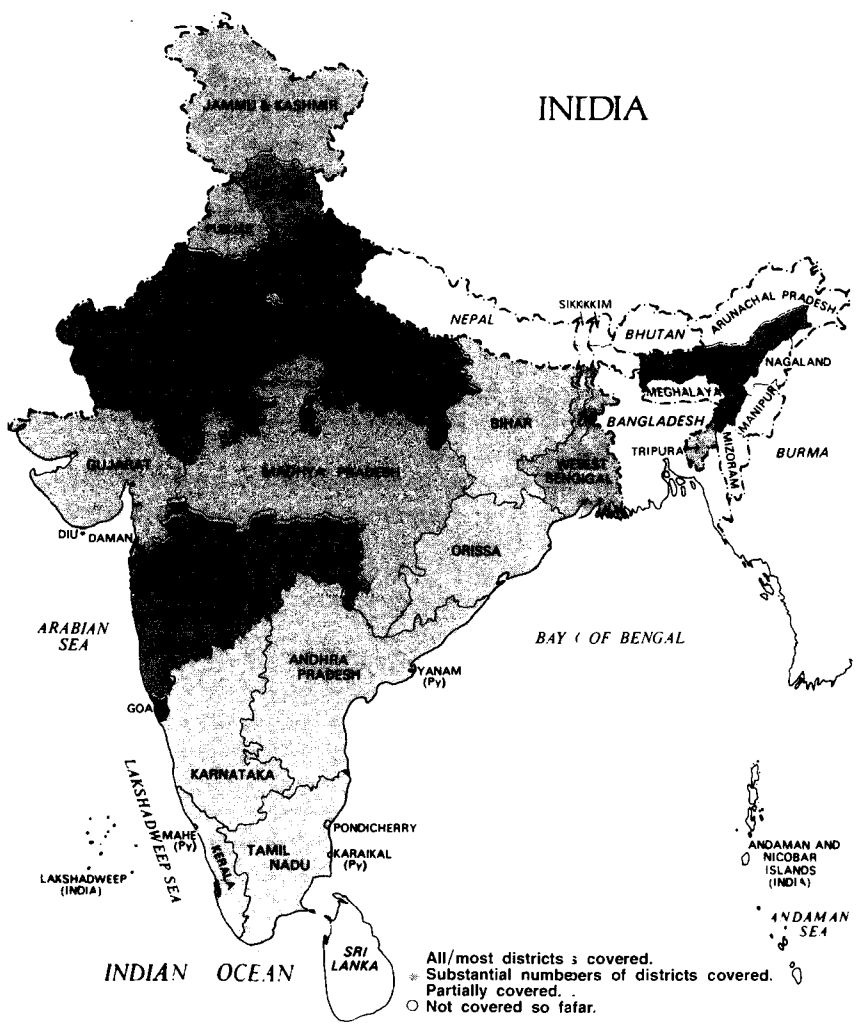 INIDIA
JAMMU & KASHMIR
PUNJAB
NEPAL
SIKKKKIM
BHUTAN
ARUNACHAL PRADESH
NAGALAND
MEGHALAYA
MANIPUR
BIHAR
BANGLADESH
TRIPURA
MIZORAM
BURMA
GUJARAT
MADHYA PRADESH
WESEST
BENGIGAL
DIU
DAMAN
ORISSA
ARABIAN
SEA
BAY ( OF BENGAL
ANDHRA
PRADESH
YANAM
(Py)
GOA
KARNATAKA
LAKSHADWEEP SEA
MAHE
(Py)
KERALA
TAMIL
NADU
PONDICHERRY
KARAIKAL
(Py)
LAKSHADWEEP
(INDIA)
ANDAMAN AND
NICOBAR
ISLANDS
(INDIA)
ANDAMAN
SEA
SRI
LANKA
INDIAN OCEAN
All/most districts s covered.
Substantial numbeers of districts covered.
Partially covered. .
Not covered so fafar.